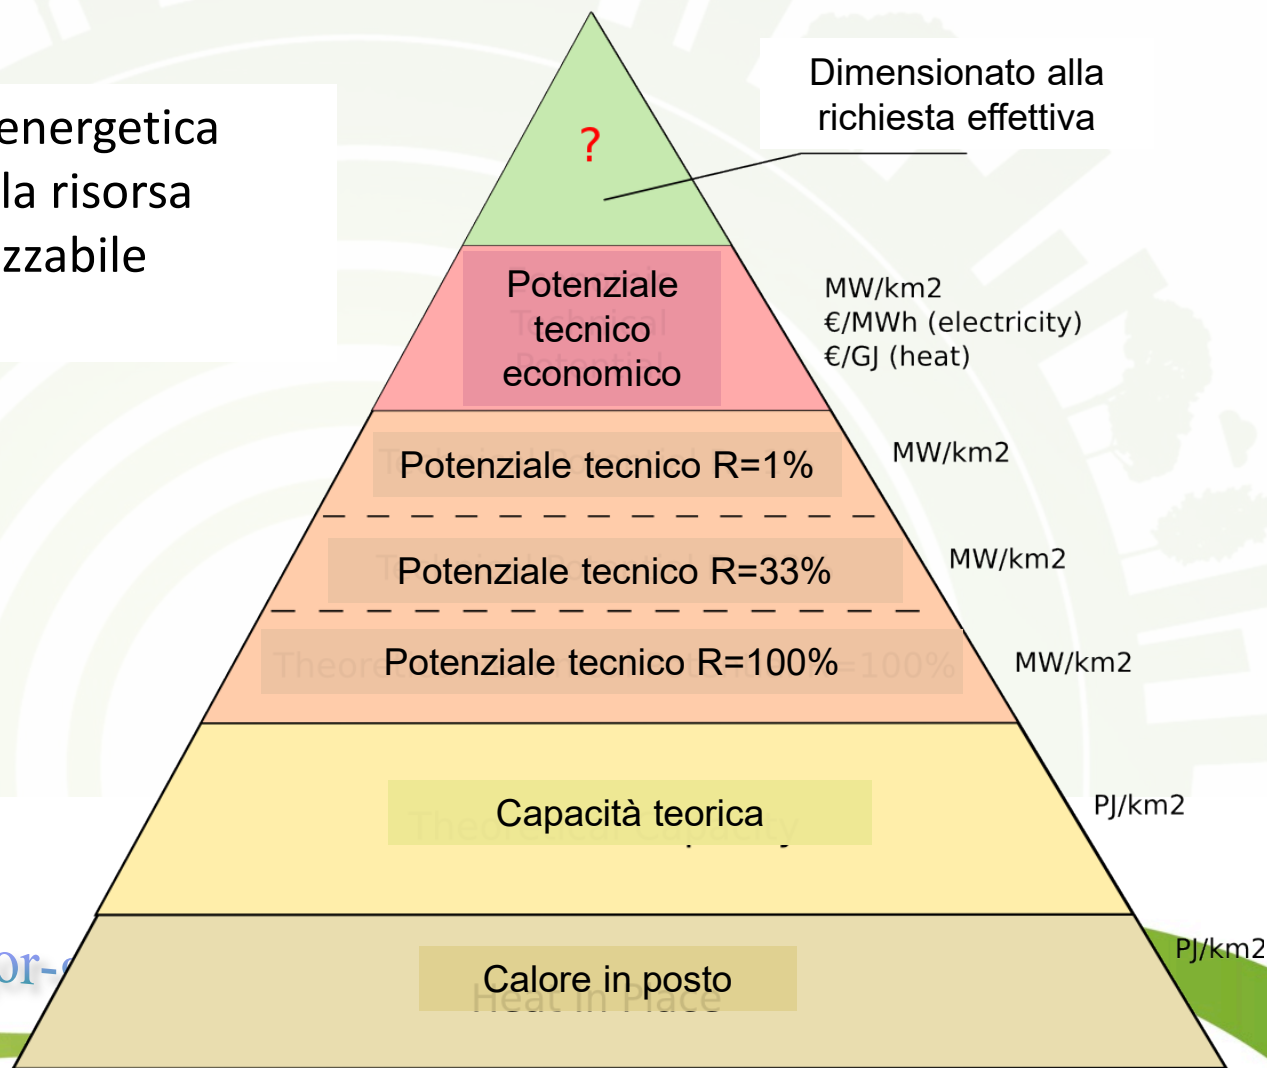 energetica
la risorsa
zzabile
?
Dimensionato alla
richiesta effettiva
Potenziale
tecnico
economico
MW/km2
€/MWh (electricity)
€/GJ (heat)
Potenziale tecnico R=1%
MW/km2
Potenziale tecnico R=33%
MW/km2
Potenziale tecnico R=100%
MW/km2
Capacità teorica
PJ/km2
Calore in posto
PJ/km2
Heat in Place
or-